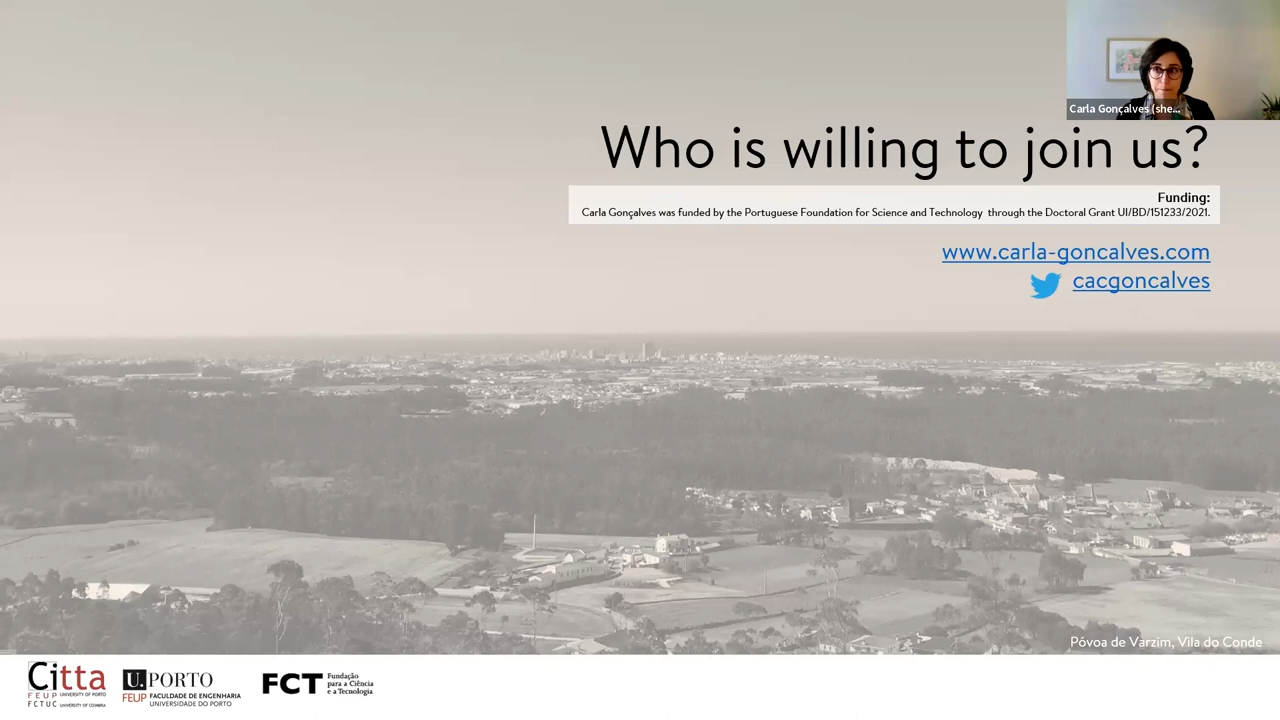 Carla Gonçalves (she...
Who is willing to join us?
Funding:
Carla Gonçalves was funded by the Portuguese Foundation for Science and Technology through the Doctoral Grant UI/BD/151233/2021.
www.carla-goncalves.com
cacgoncalves
Póvoa de Varzim, Vila do Conde
Citta
FEUP UNIVERSITY OF PORTO
FCTUC UNIVERSITY OF COIMBRA
U. PORTO
FEUP FACULDADE DE ENGENHARIA
UNIVERSIDADE DO PORTO
FCT
Fundação
para a Ciência
e a Tecnologia